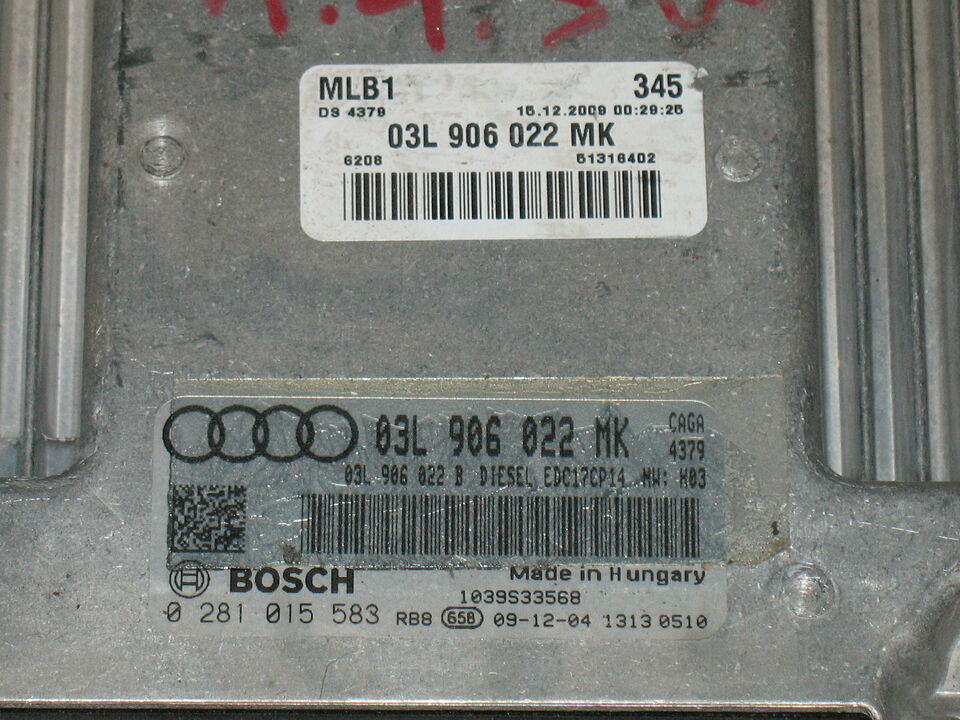 MLB1 345
DS 4379 15.12.2009 00:29:25
03L 906 022 MK
6208 51316402
03L 906 022 MK CAGA
4379
03L 906 022 B DIESEL EDC17CP14 MW: H03
BOSCH Made in Hungary
1039S33568
0 281 015 583 RB8 658 09-12-04 1313 0510